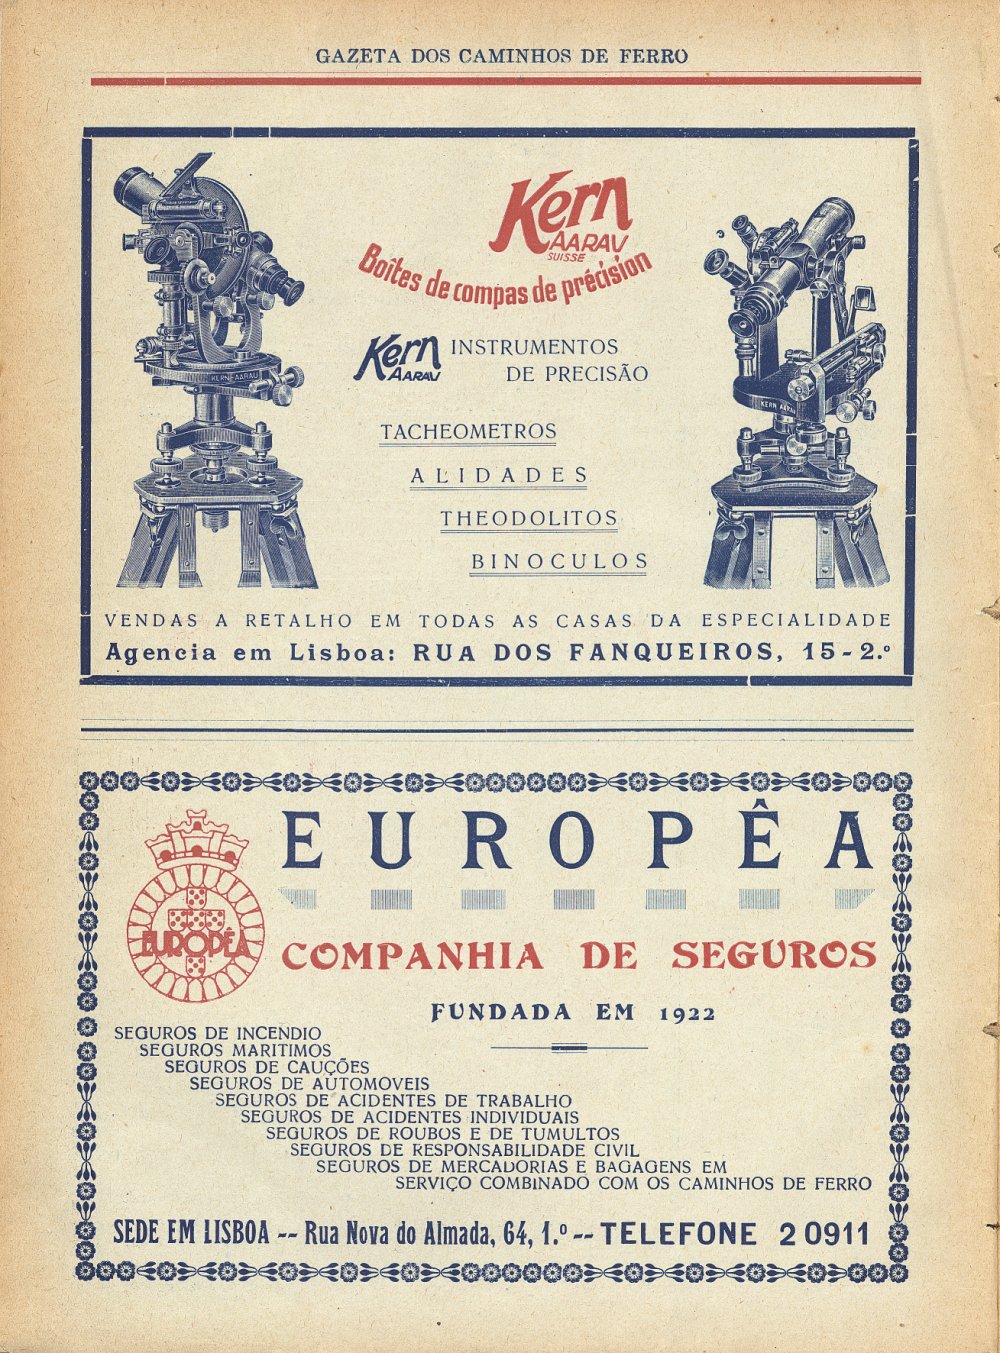 GAZETA DOS CAMINHOS DE FERRO
Kern
AARAU
SUISSE
Boîtes de compas de précision
Kern
AARAU
INSTRUMENTOS
DE PRECISÃO
TACHEOMETROS
ALIDADES
THEODOLITOS
BINOCULOS
KERN AARAU
KERN AARAU
VENDAS A RETALHO EM TODAS AS CASAS DA ESPECIALIDADE
Agencia em Lisboa: RUA DOS FANQUEIROS, 15-2.º
EUROPÊA
EUROPÊA
COMPANHIA DE SEGUROS
FUNDADA EM 1922
SEGUROS DE INCENDIO
SEGUROS MARITIMOS
SEGUROS DE CAUÇÕES
SEGUROS DE AUTOMOVEIS
SEGUROS DE ACIDENTES DE TRABALHO
SEGUROS DE ACIDENTES INDIVIDUAIS
SEGUROS DE ROUBOS E DE TUMULTOS
SEGUROS DE RESPONSABILIDADE CIVIL
SEGUROS DE MERCADORIAS E BAGAGENS EM
SERVIÇO COMBINADO COM OS CAMINHOS DE FERRO
SEDE EM LISBOA -- Rua Nova do Almada, 64, 1.º -- TELEFONE 20911